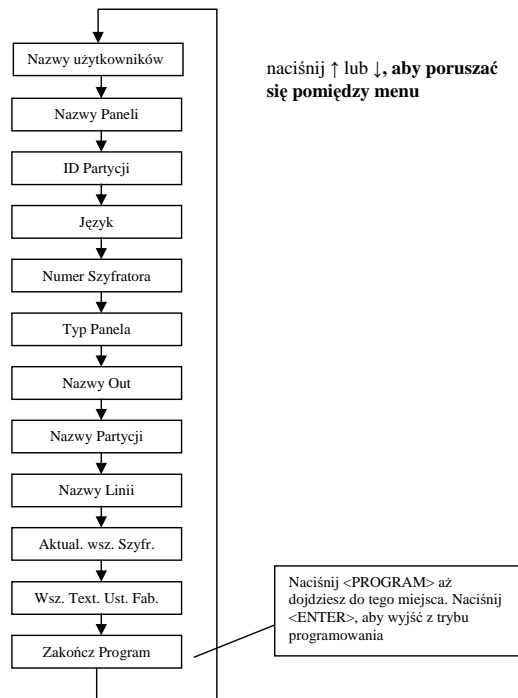 Nazwy użytkowników
naciśnij ↑ lub ↓, aby poruszać
się pomiędzy menu
Nazwy Paneli
ID Partycji
Język
Numer Szyfratora
Typ Panela
Nazwy Out
Nazwy Partycji
Nazwy Linii
Aktual. wsz. Szyfr.
Wsz. Text. Ust. Fab.
Zakończ Program
Naciśnij <PROGRAM> aż
dojdziesz do tego miejsca. Naciśnij
<ENTER>, aby wyjść z trybu
programowania